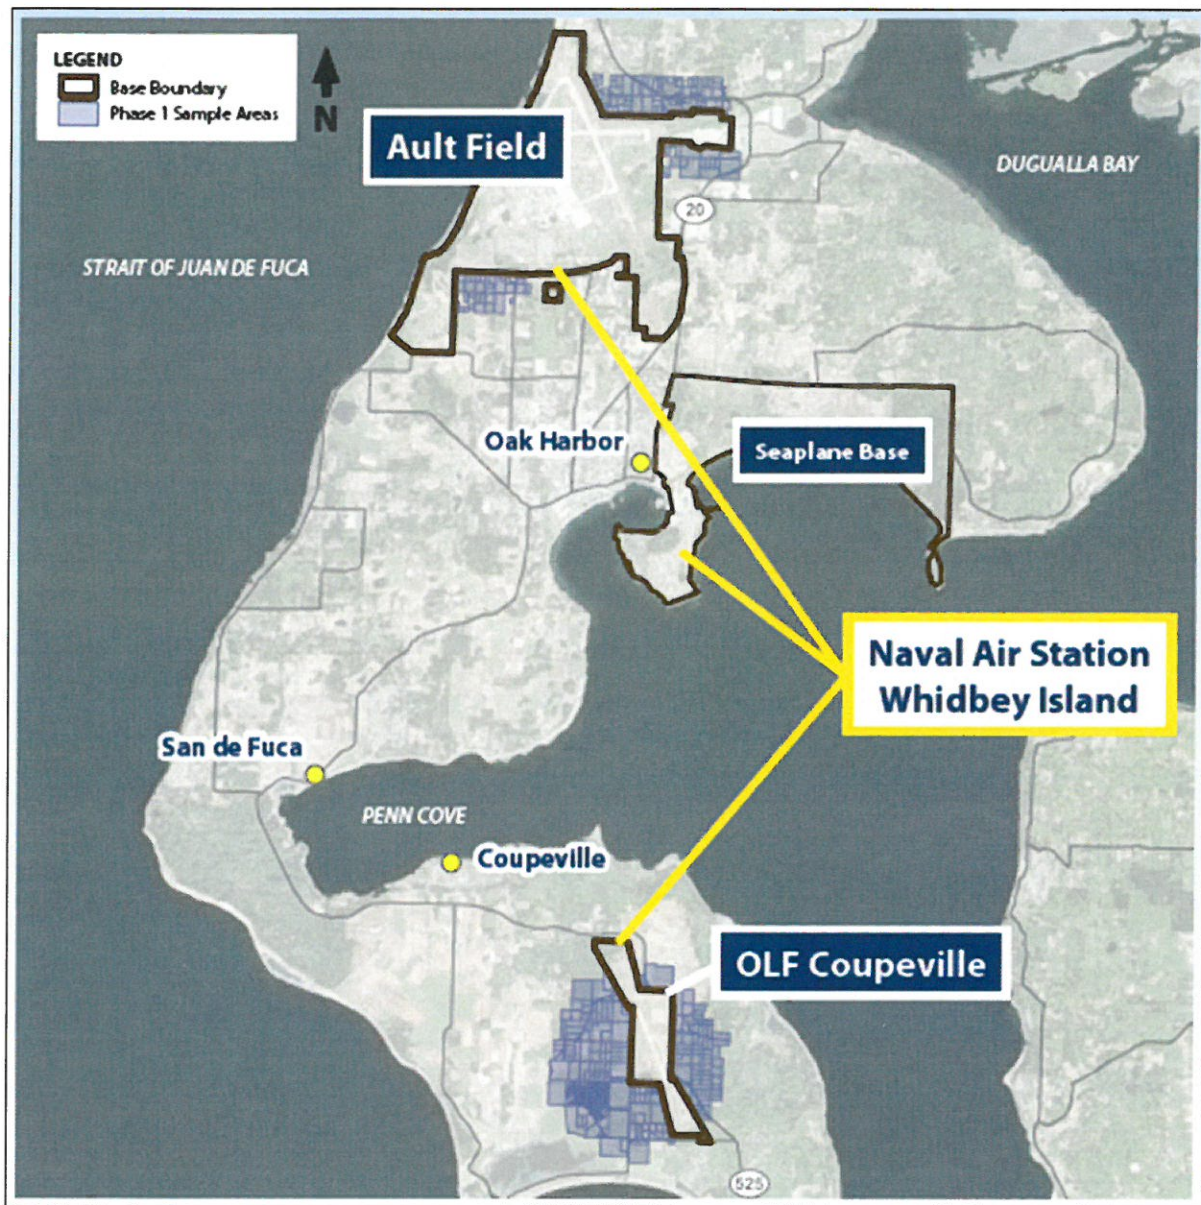 LEGEND
Base Boundary
Phase 1 Sample Areas
N
Ault Field
DUGUALLA BAY
20
STRAIT OF JUAN DE FUCA
Oak Harbor
Seaplane Base
Naval Air Station
Whidbey Island
San de Fuca
PENN COVE
Coupeville
OLF Coupeville
525